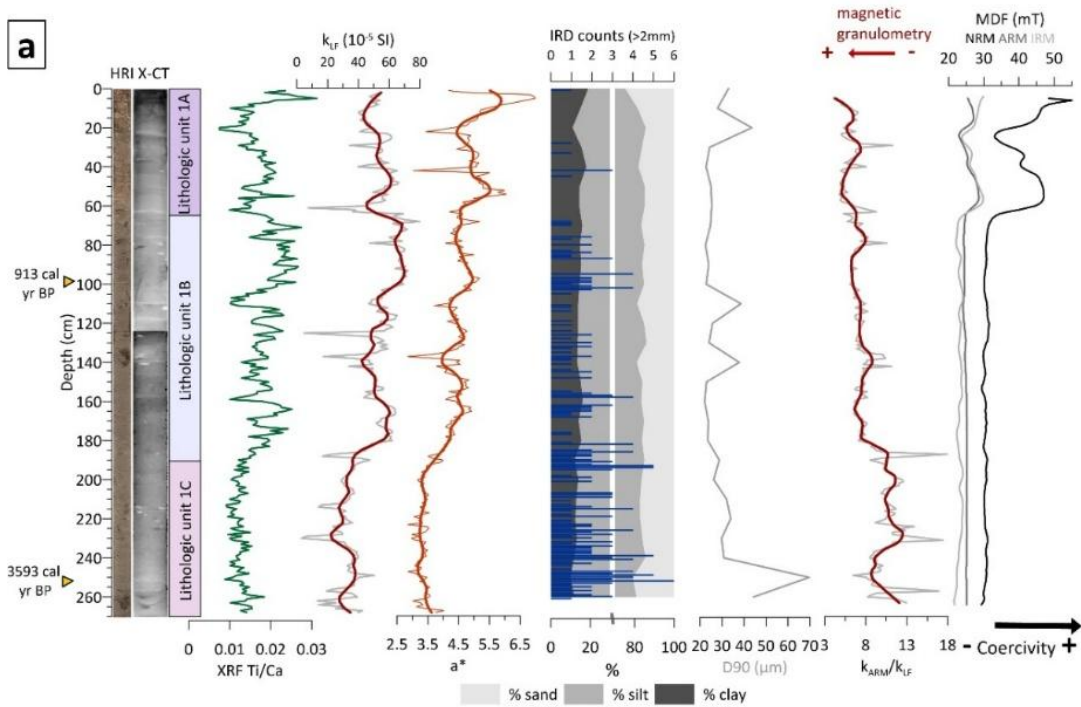 a
HRI X-CT
k_LF (10⁻⁵ SI)
0 40 60 80
IRD counts (>2mm)
0 1 2 3 4 5 6
magnetic
granulometry
+ -
MDF (mT)
NRM ARM IRM
20 30 50
Depth (cm)
0
20
40
60
80
100
120
140
160
180
200
220
240
260
913 cal
yr BP
3593 cal
yr BP
Lithologic unit 1A
Lithologic unit 1B
Lithologic unit 1C
0 0.01 0.02 0.03
XRF Ti/Ca
2.5 3.5 4.5 5.5 6.5
a*
0 20 80 100
%
20 30 40 50 60 70
D90 (µm)
3 8 13 18
k_ARM/k_LF
- Coercivity +
% sand % silt % clay